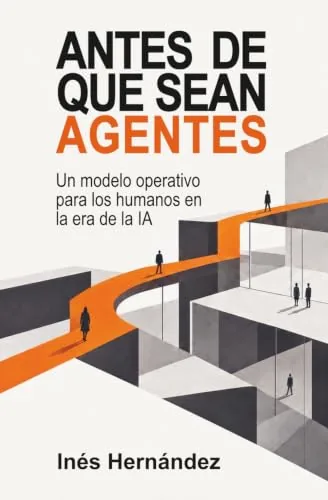 ANTES DE
QUE SEAN
AGENTES
Un modelo operativo
para los humanos en
la era de la IA
Inés Hernández